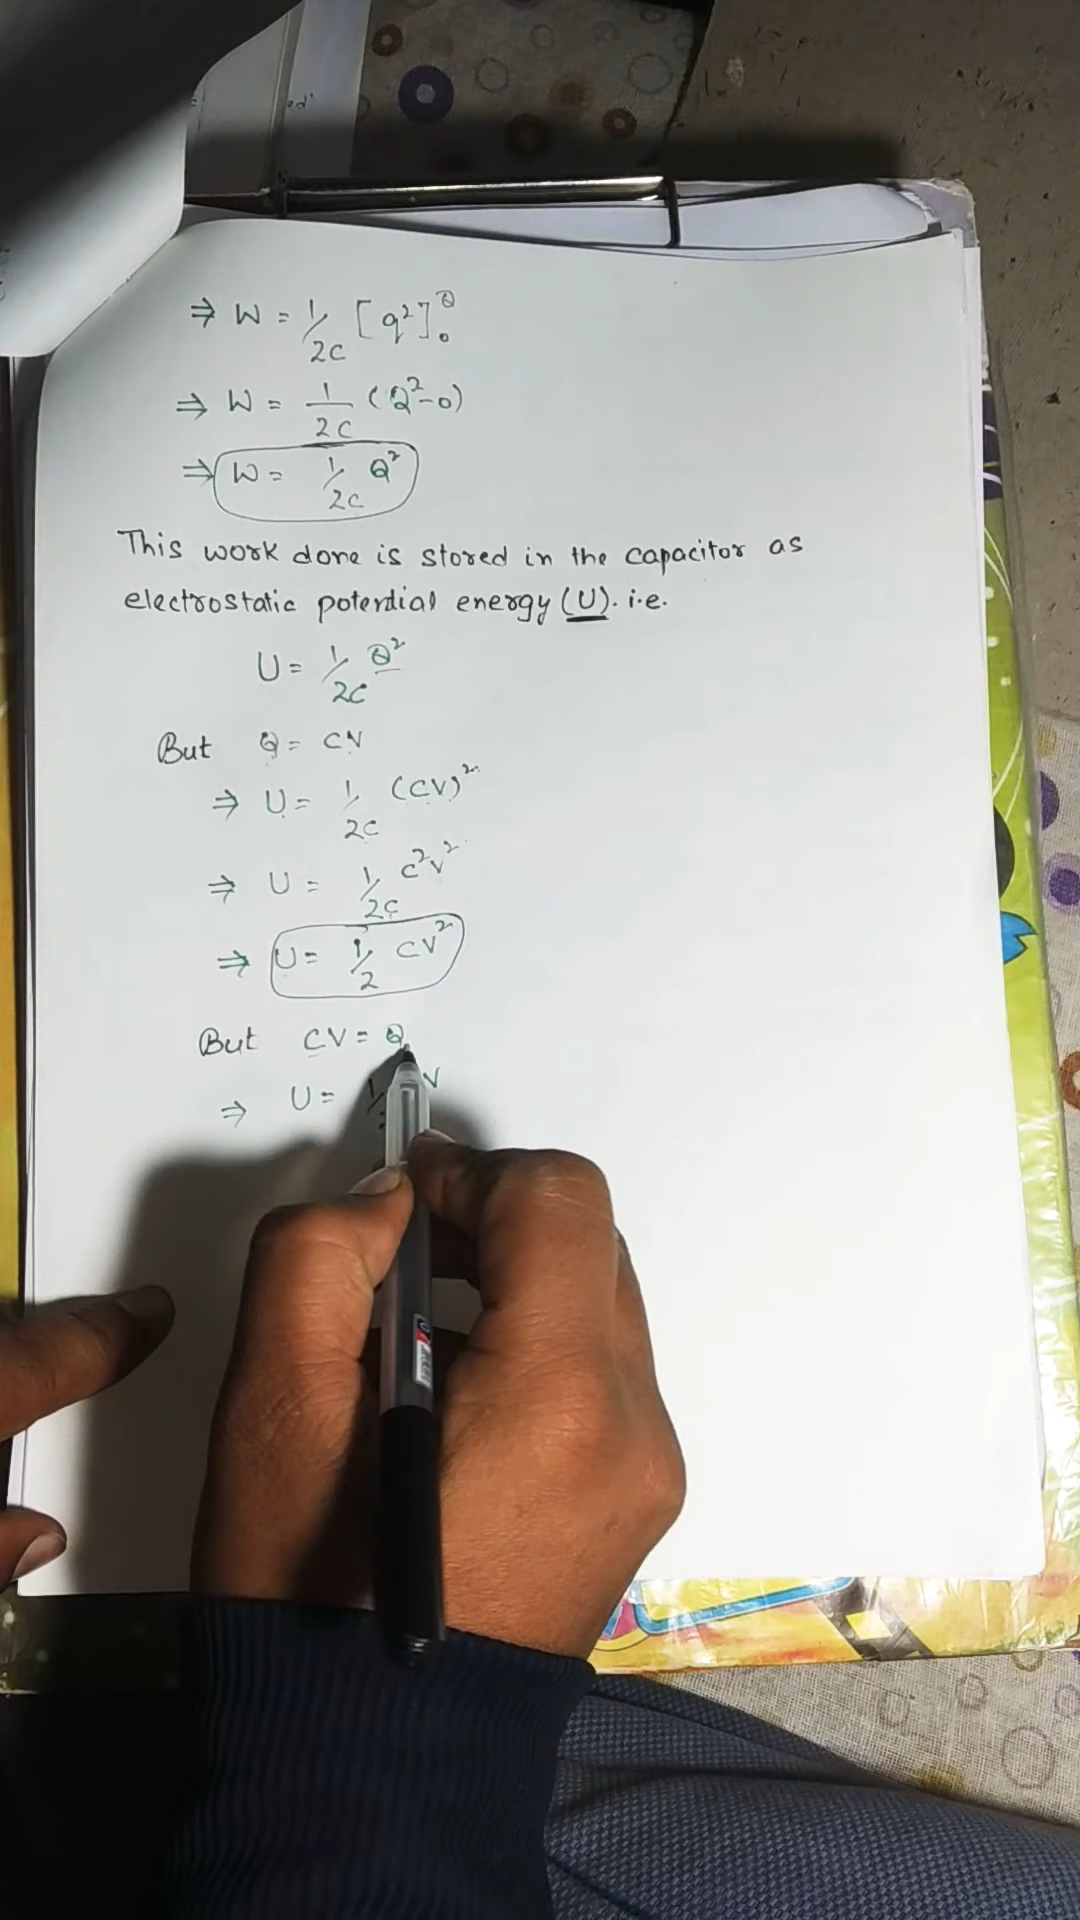 ed'
⇒ W = 1/2C [q²]₀^Q
⇒ W = 1/2C (Q²-0)
⇒ W = 1/2C Q²
This work done is stored in the capacitor as
electrostatic potential energy (U). i.e.
U = 1/2C Q²
But Q = CV
⇒ U = 1/2C (CV)²
⇒ U = 1/2C C²V²
⇒ U = 1/2 CV²
But CV = Q
⇒ U = V